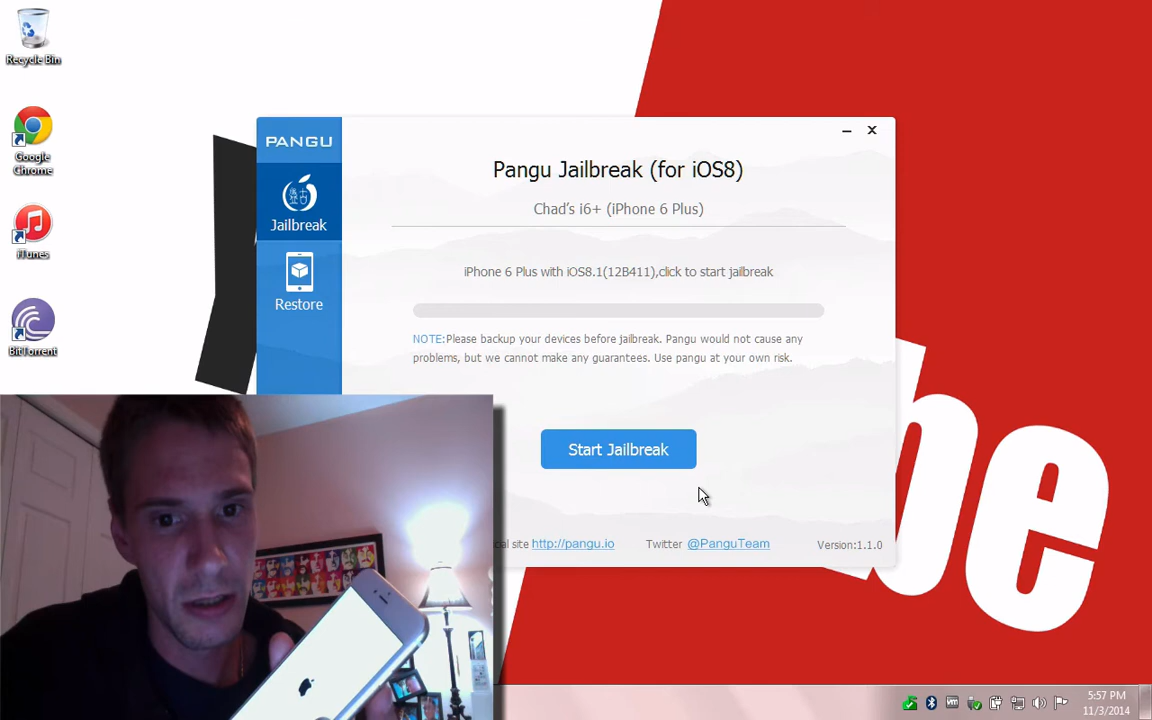 Recycle Bin
Google
Chrome
iTunes
BitTorrent
PANGU
Jailbreak
Restore
Pangu Jailbreak (for iOS8)
Chad's i6+ (iPhone 6 Plus)
iPhone 6 Plus with iOS8.1(12B411),click to start jailbreak
NOTE:Please backup your devices before jailbreak. Pangu would not cause any
problems, but we cannot make any guarantees. Use pangu at your own risk.
Start Jailbreak
site http://pangu.io Twitter @PanguTeam Version:1.1.0
be
5:57 PM
11/3/2014